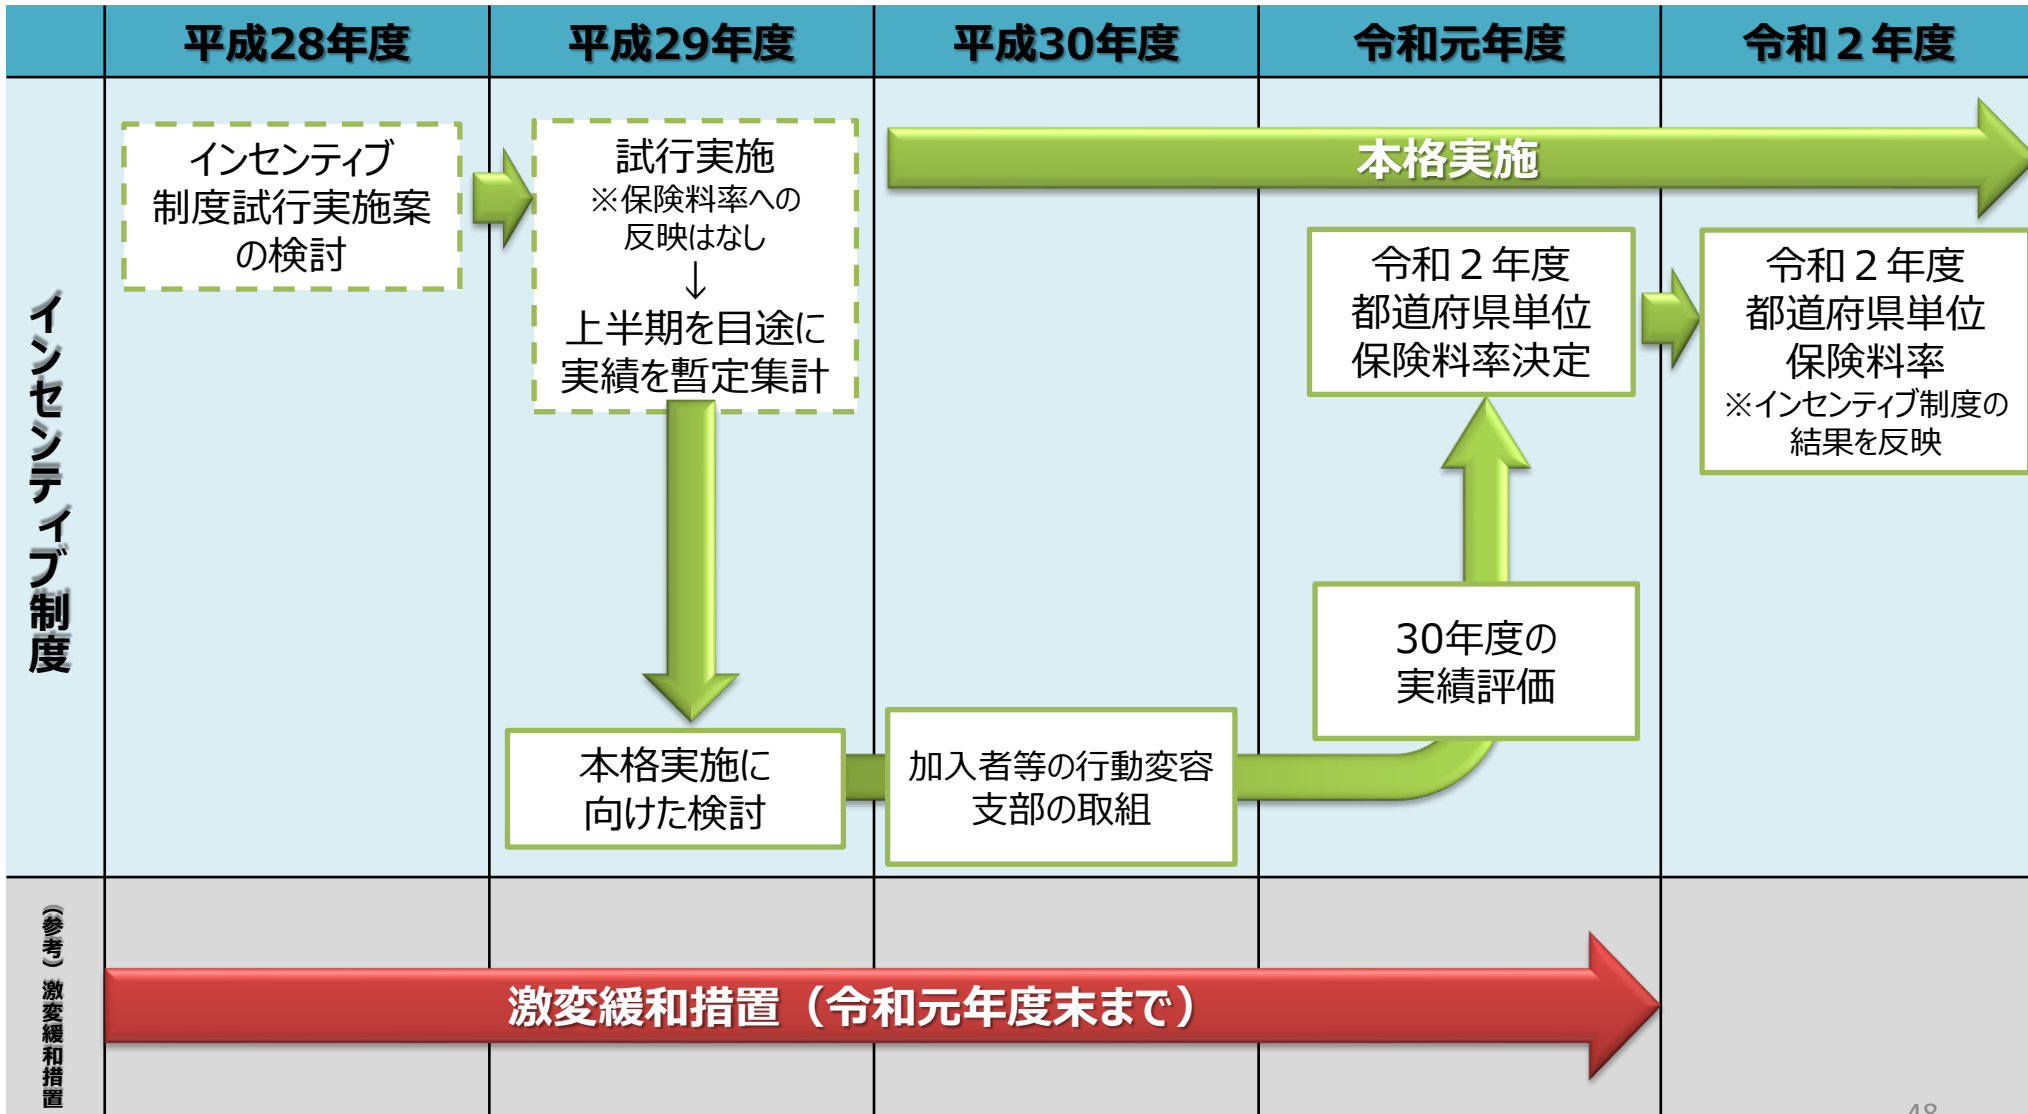 平成28年度
平成29年度
平成30年度
令和元年度
令和２年度
インセンティブ制度
インセンティブ
制度試行実施案
の検討
試行実施
※保険料率への
反映はなし
↓
上半期を目途に
実績を暫定集計
本格実施に
向けた検討
本格実施
加入者等の行動変容
支部の取組
令和２年度
都道府県単位
保険料率決定
30年度の
実績評価
令和２年度
都道府県単位
保険料率
※インセンティブ制度の
結果を反映
（参考）激変緩和措置
激変緩和措置（令和元年度末まで）
48